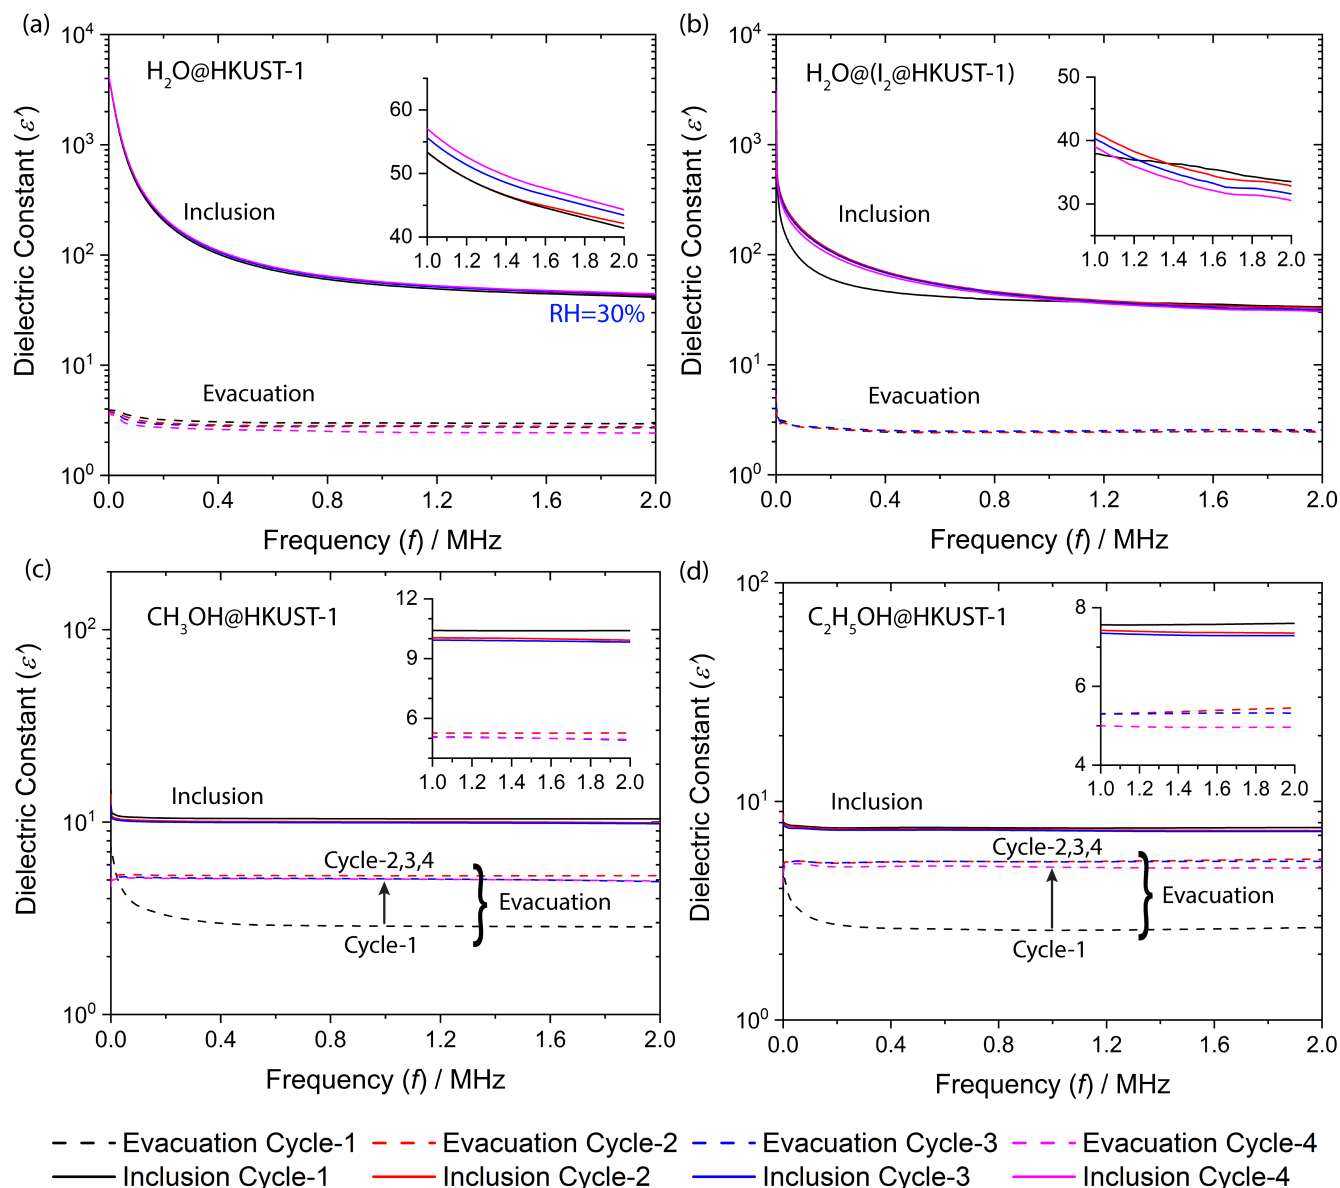 (a)
H2O@HKUST-1
Dielectric Constant (ε′)
10^4
10^3
10^2
10^1
10^0
60
50
40
1.0 1.2 1.4 1.6 1.8 2.0
Inclusion
RH=30%
Evacuation
0.0 0.4 0.8 1.2 1.6 2.0
Frequency (f) / MHz
(b)
H2O@(I2@HKUST-1)
Dielectric Constant (ε′)
10^4
10^3
10^2
10^1
10^0
50
40
30
1.0 1.2 1.4 1.6 1.8 2.0
Inclusion
Evacuation
0.0 0.4 0.8 1.2 1.6 2.0
Frequency (f) / MHz
(c)
CH3OH@HKUST-1
Dielectric Constant (ε′)
10^2
10^1
10^0
12
9
6
1.0 1.2 1.4 1.6 1.8 2.0
Inclusion
Cycle-2,3,4
Evacuation
Cycle-1
0.0 0.4 0.8 1.2 1.6 2.0
Frequency (f) / MHz
(d)
C2H5OH@HKUST-1
Dielectric Constant (ε′)
10^2
10^1
10^0
8
6
4
1.0 1.2 1.4 1.6 1.8 2.0
Inclusion
Cycle-2,3,4
Evacuation
Cycle-1
0.0 0.4 0.8 1.2 1.6 2.0
Frequency (f) / MHz
Evacuation Cycle-1 Evacuation Cycle-2 Evacuation Cycle-3 Evacuation Cycle-4
Inclusion Cycle-1 Inclusion Cycle-2 Inclusion Cycle-3 Inclusion Cycle-4